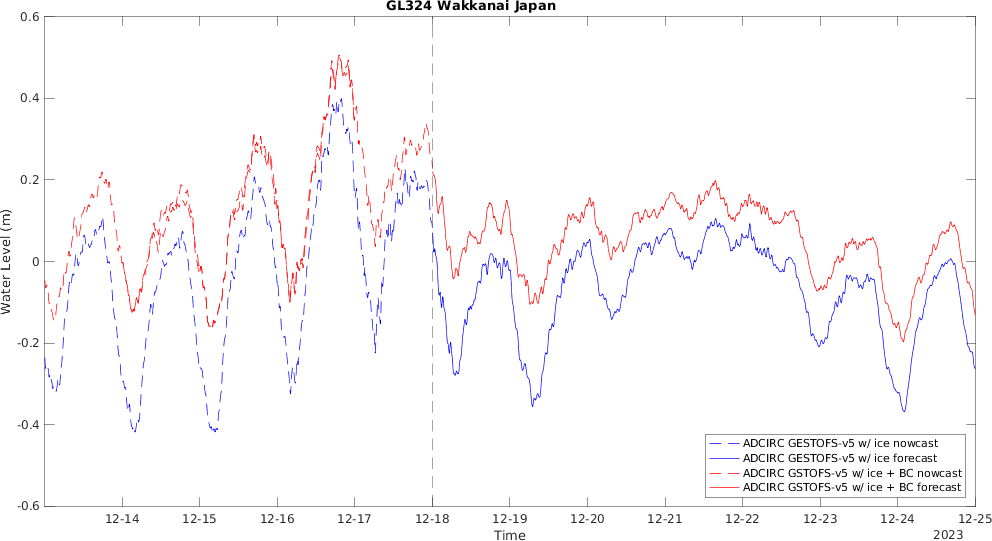 GL324 Wakkanai Japan
0.6
0.4
0.2
0
-0.2
-0.4
-0.6
Water Level (m)
12-14 12-15 12-16 12-17 12-18 12-19 12-20 12-21 12-22 12-23 12-24 12-25
Time
2023
ADCIRC GESTOFS-v5 w/ ice nowcast
ADCIRC GESTOFS-v5 w/ ice forecast
ADCIRC GSTOFS-v5 w/ ice + BC nowcast
ADCIRC GSTOFS-v5 w/ ice + BC forecast